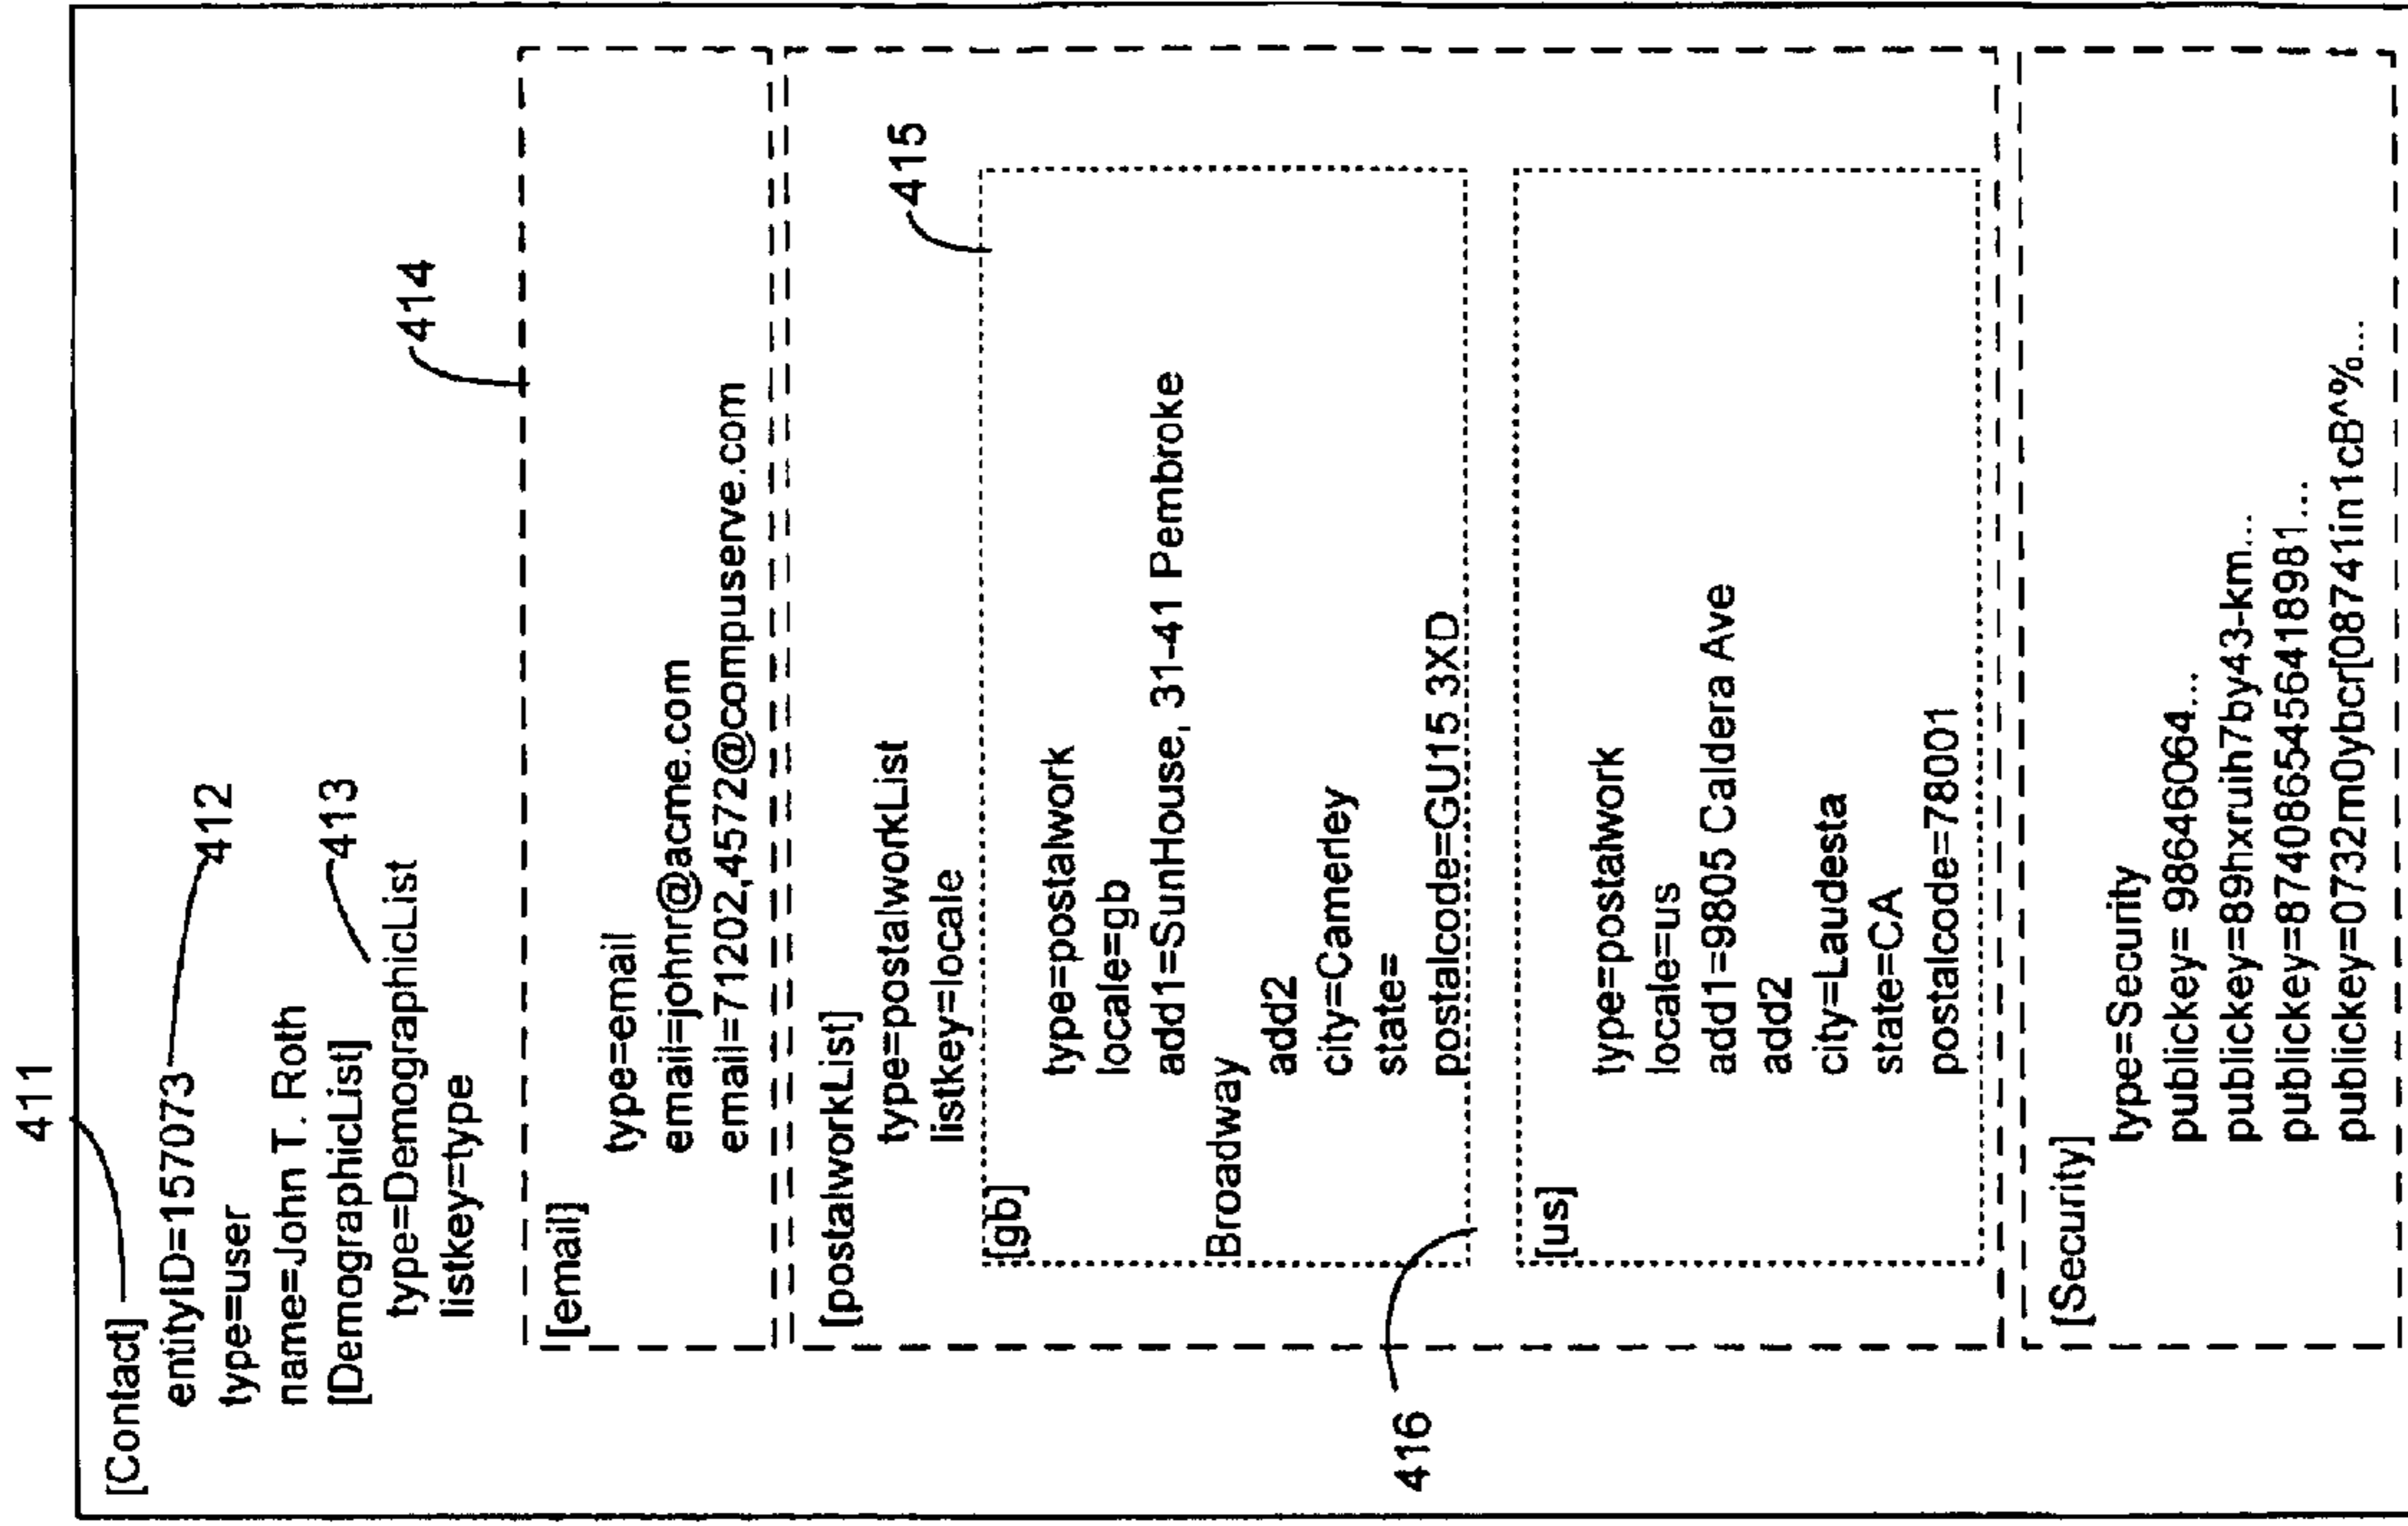 411
[Contact]
entityID=157073
412
type=user
name=John T. Roth
[DemographicList]
413
type=DemographicList
listkey=type
414
[email]
type=email
email=johnr@acme.com
email=71202,4572@compuserve.com
[postalworkList]
type=postalworkList
listkey=locale
415
[gb]
type=postalwork
locale=gb
add1=SunHouse, 31-41 Pembroke
Broadway
add2
city=Camerley
state=
postalcode=GU15 3XD
416
[us]
type=postalwork
locale=us
add1=9805 Caldera Ave
add2
city=Laudesta
state=CA
postalcode=78001
[Security]
type=Security
publickey= 98646064...
publickey=89hxruih7by43-km...
publickey=8740865456418981...
publickey=0732m0ybcr[08741in1cB^%...